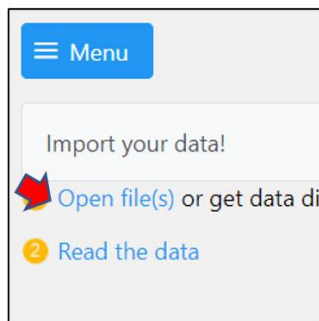 Menu
Import your data!
Open file(s) or get data di
2 Read the data